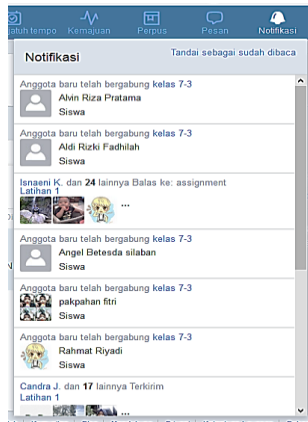 atuh tempo Kemajuan Perpus Pesan Notifikasi
Notifikasi Tandai sebagai sudah dibaca
Anggota baru telah bergabung kelas 7-3
Alvin Riza Pratama
Siswa
Anggota baru telah bergabung kelas 7-3
Aldi Rizki Fadhilah
Siswa
Isnaeni K. dan 24 lainnya Balas ke: assignment
Latihan 1
...
Anggota baru telah bergabung kelas 7-3
Angel Betesda silaban
Siswa
Anggota baru telah bergabung kelas 7-3
pakpahan fitri
Siswa
Anggota baru telah bergabung kelas 7-3
Rahmat Riyadi
Siswa
Candra J. dan 17 lainnya Terkirim
Latihan 1
...